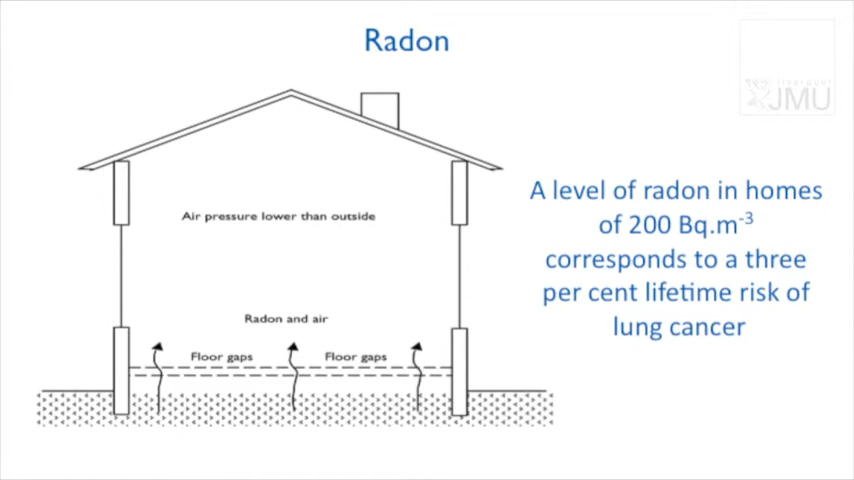 Radon
liverpool
JMU
Air pressure lower than outside
Radon and air
Floor gaps
Floor gaps
A level of radon in homes
of 200 Bq.m⁻³
corresponds to a three
per cent lifetime risk of
lung cancer